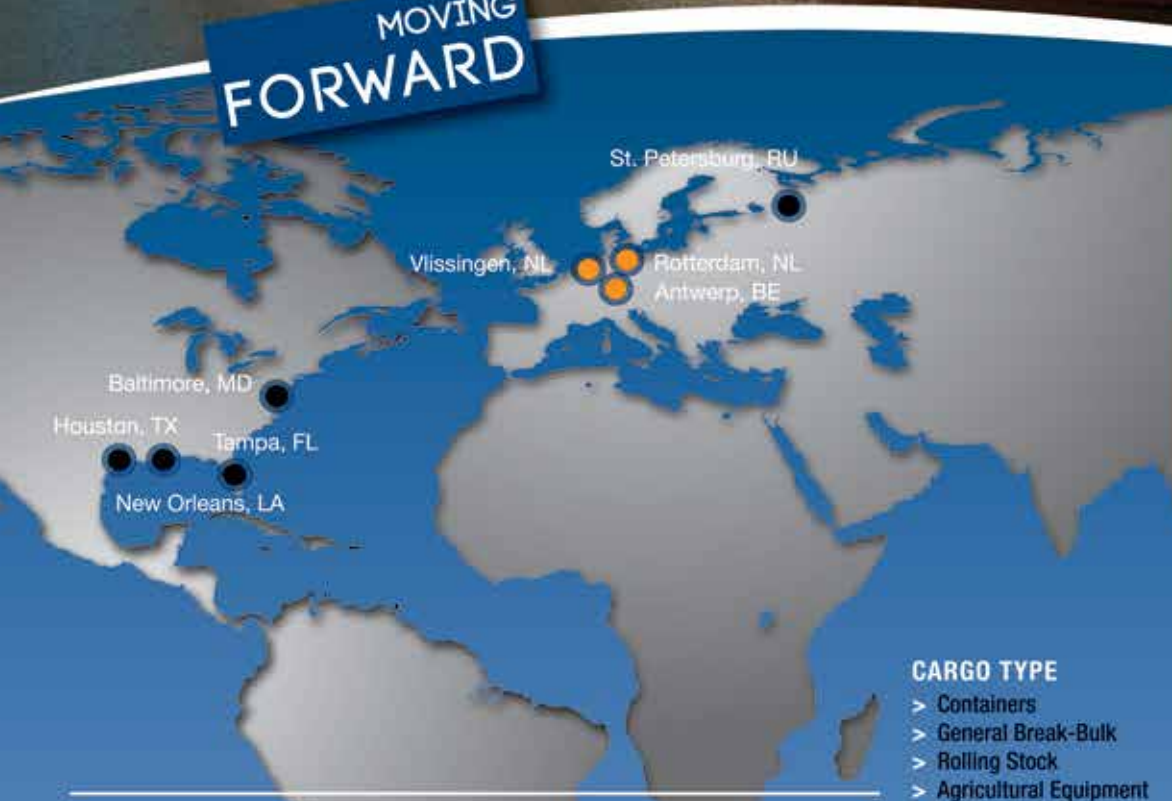 MOVING
FORWARD
St. Petersburg, RU
Vlissingen, NL
Rotterdam, NL
Antwerp, BE
Baltimore, MD
Houston, TX
Tampa, FL
New Orleans, LA
CARGO TYPE
> Containers
> General Break-Bulk
> Rolling Stock
> Agricultural Equipment